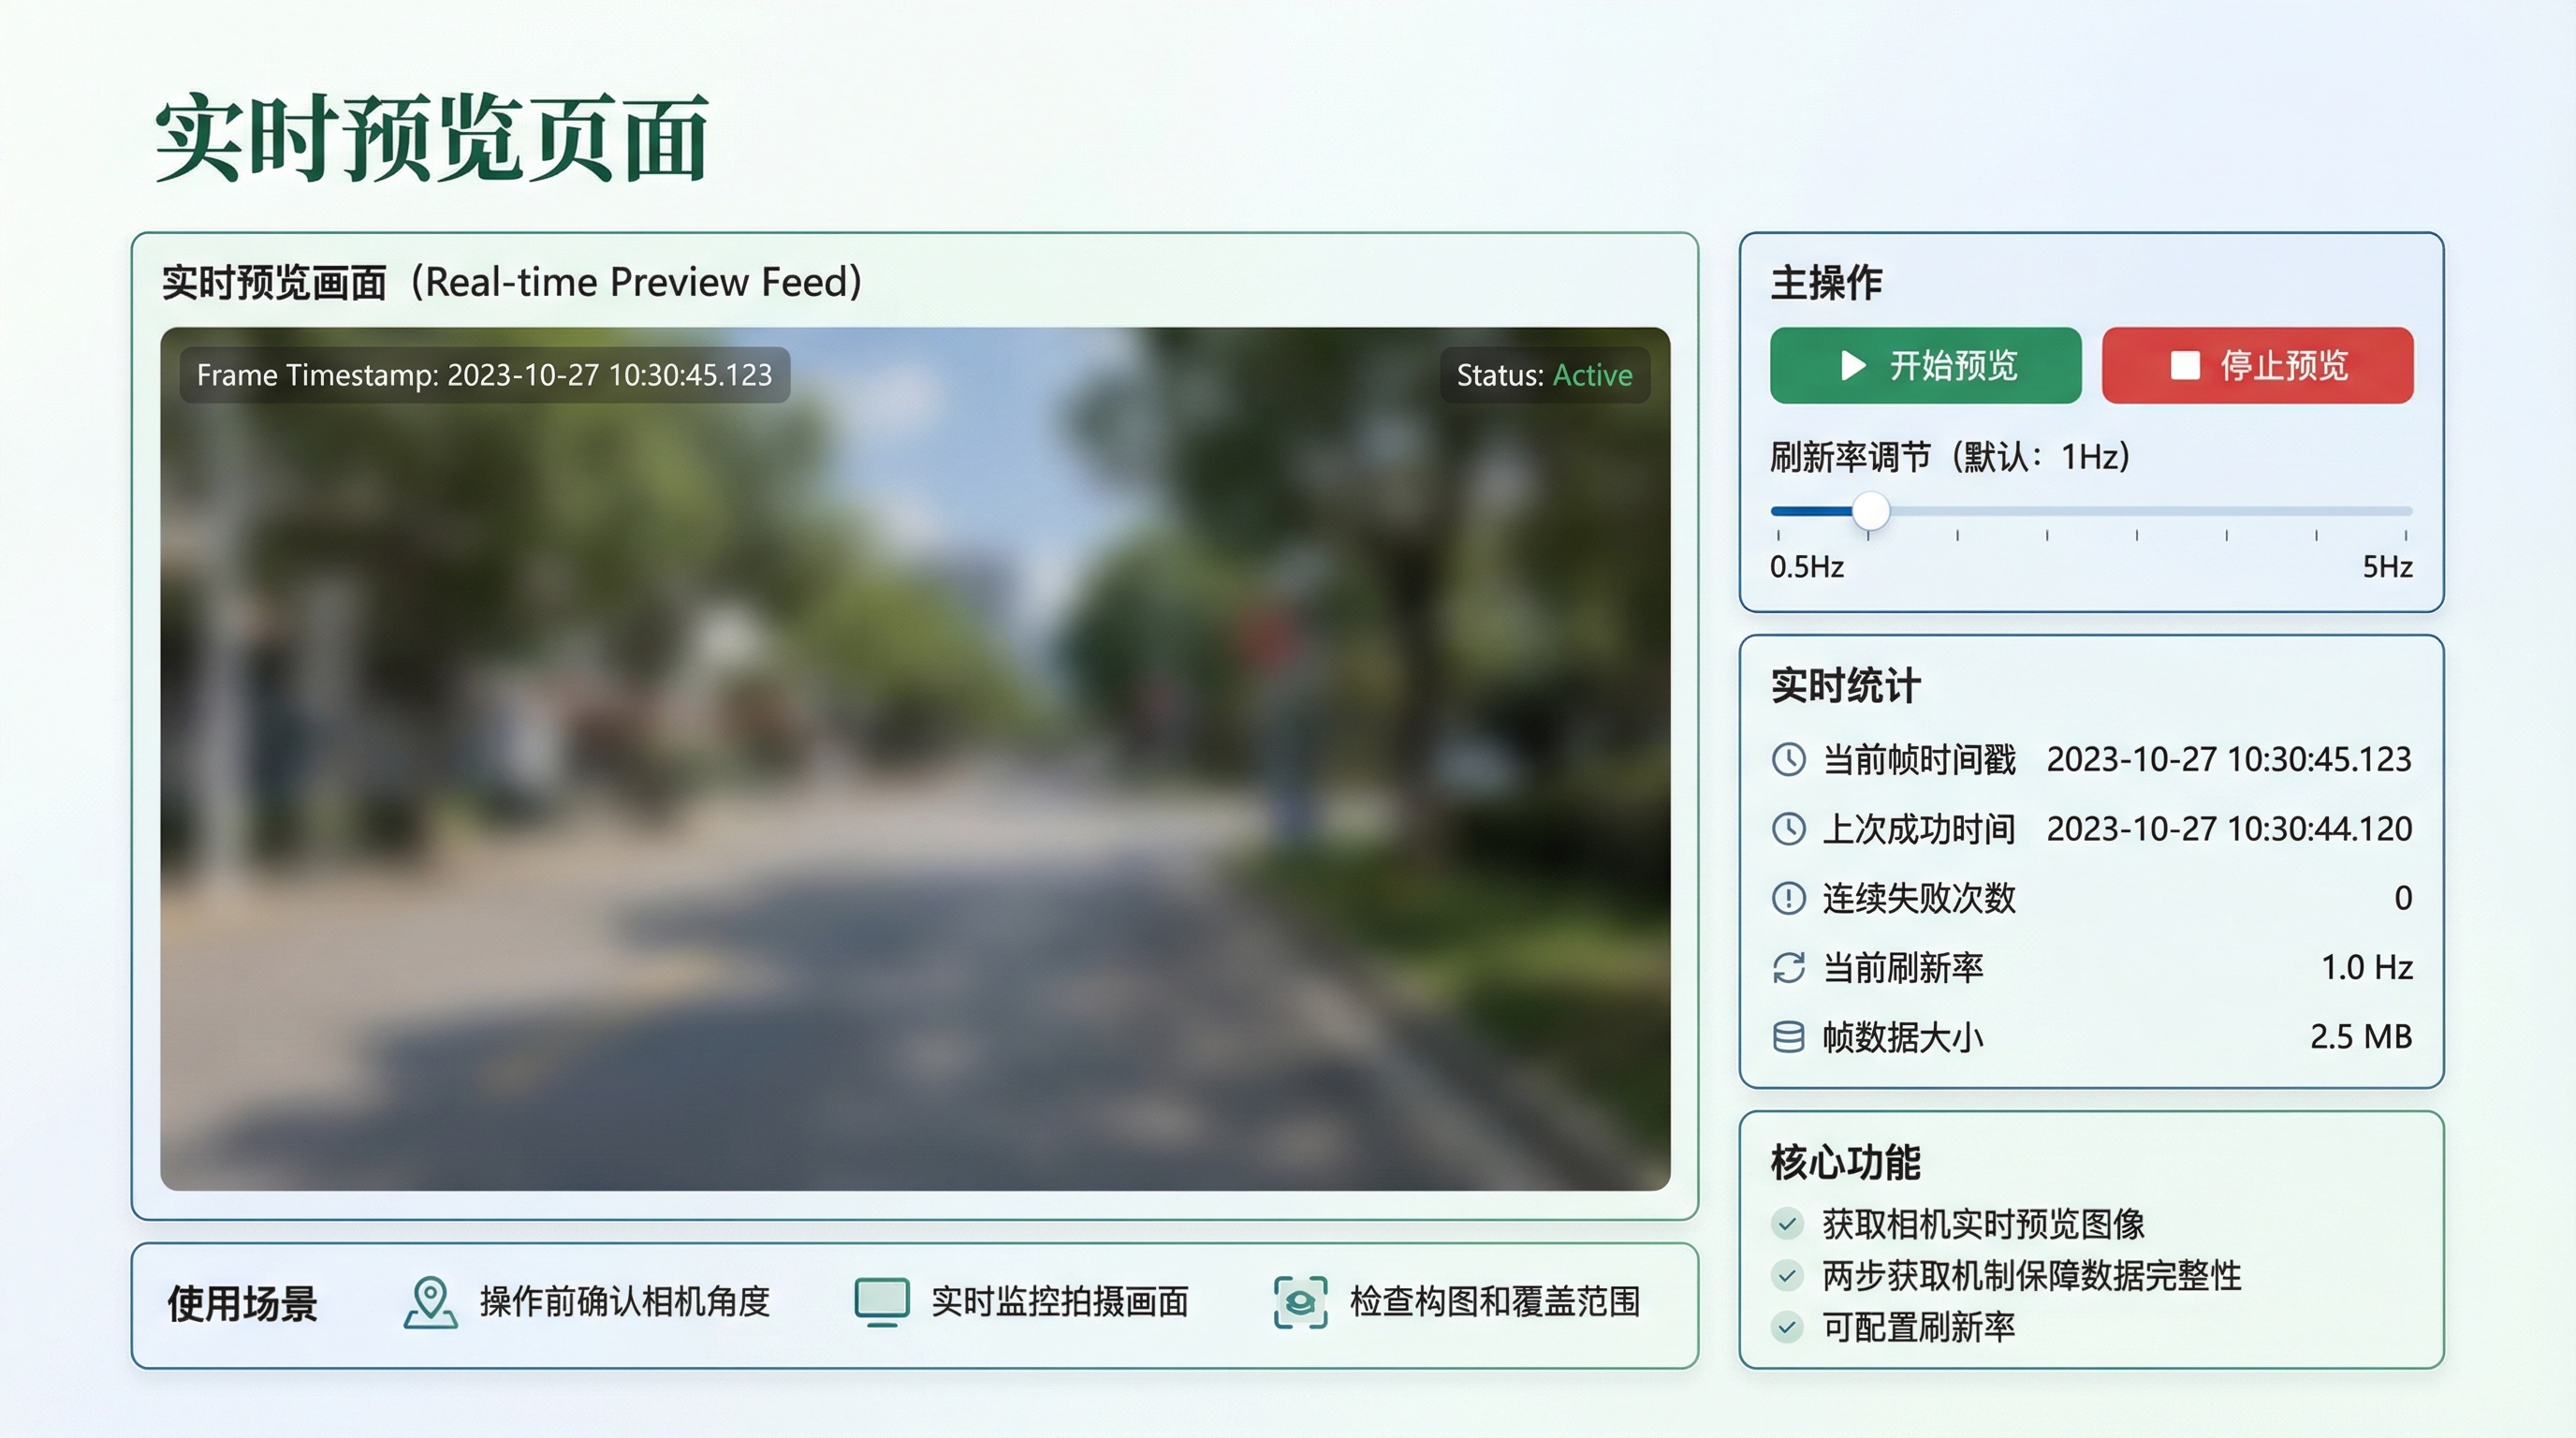 实时预览页面
实时预览画面（Real-time Preview Feed）
Frame Timestamp: 2023-10-27 10:30:45.123
Status: Active
使用场景
操作前确认相机角度
实时监控拍摄画面
检查构图和覆盖范围
主操作
开始预览
停止预览
刷新率调节（默认：1Hz）
0.5Hz
5Hz
实时统计
当前帧时间戳 2023-10-27 10:30:45.123
上次成功时间 2023-10-27 10:30:44.120
连续失败次数 0
当前刷新率 1.0 Hz
帧数据大小 2.5 MB
核心功能
获取相机实时预览图像
两步获取机制保障数据完整性
可配置刷新率